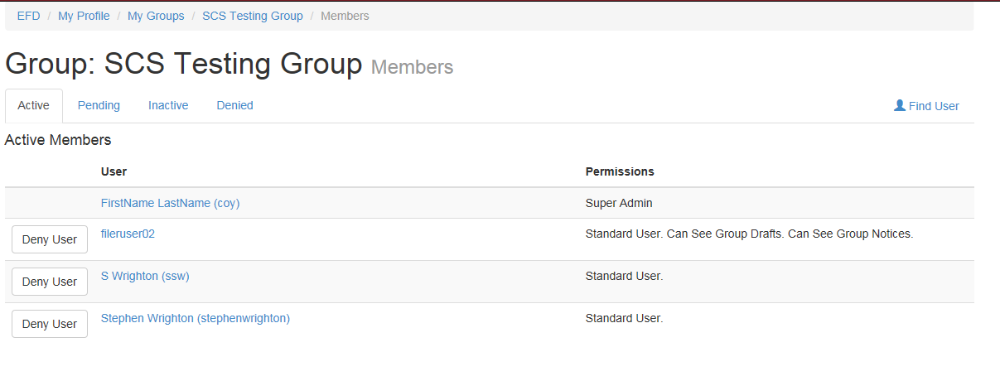 EFD / My Profile / My Groups / SCS Testing Group / Members
Group: SCS Testing Group Members
Active Pending Inactive Denied Find User
Active Members
User Permissions
FirstName LastName (coy) Super Admin
Deny User fileruser02 Standard User. Can See Group Drafts. Can See Group Notices.
Deny User S Wrighton (ssw) Standard User.
Deny User Stephen Wrighton (stephenwrighton) Standard User.